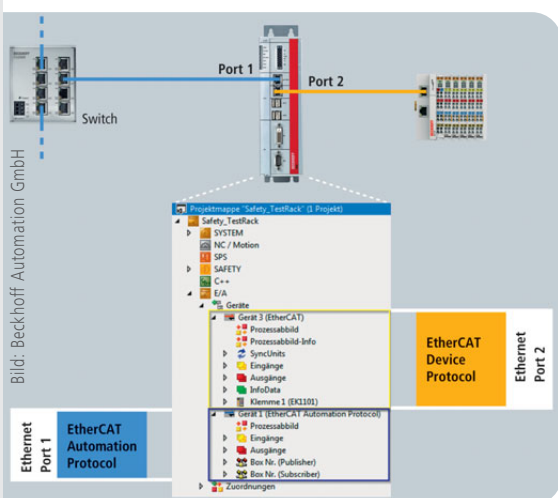 Port 1
Port 2
Switch
Bild: Beckhoff Automation GmbH
Projektmappe "Safety_TestRack" (1 Projekt)
Safety_TestRack
SYSTEM
NC / Motion
SPS
SAFETY
C++
E/A
Geräte
Gerät 3 (EtherCAT)
Prozessabbild
Prozessabbild-Info
SyncUnits
Eingänge
Ausgänge
InfoData
Klemme 1 (EK1101)
Gerät 1 (EtherCAT Automation Protocol)
Prozessabbild
Eingänge
Ausgänge
Box Nr. (Publisher)
Box Nr. (Subscriber)
Zuordnungen
EtherCAT
Device
Protocol
Ethernet
Port 2
Ethernet
Port 1
EtherCAT
Automation
Protocol